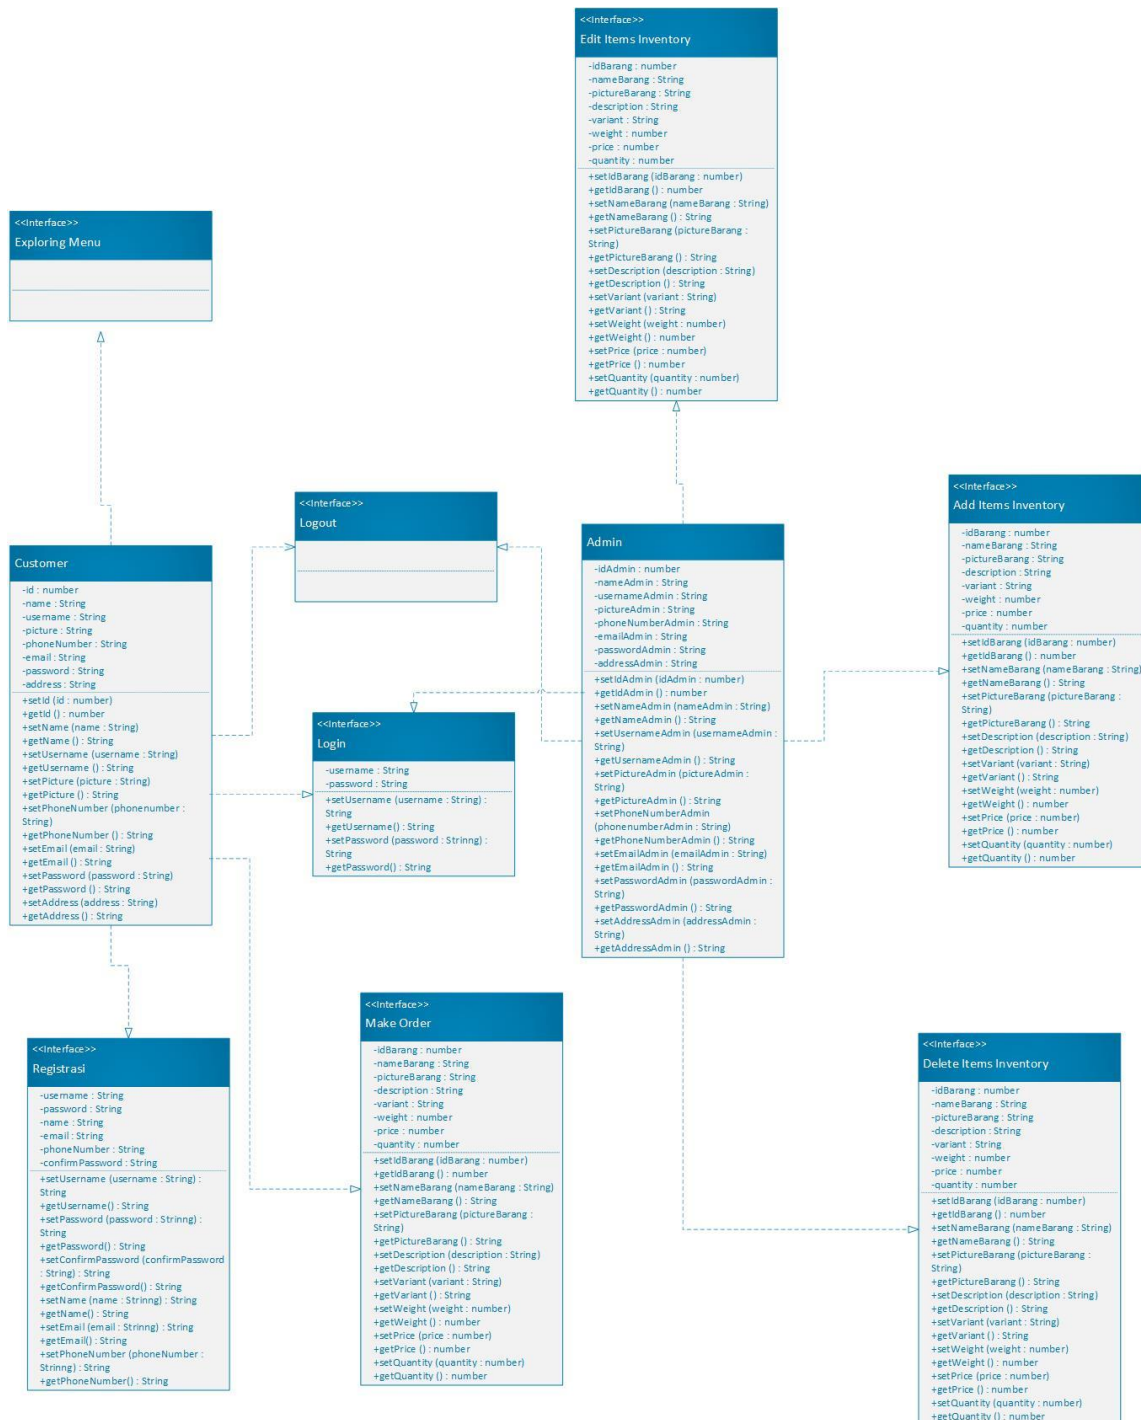 <<Interface>>
Edit Items Inventory
-idBarang : number
-nameBarang : String
-pictureBarang : String
-description : String
-variant : String
-weight : number
-price : number
-quantity : number
+setIdBarang (idBarang : number)
+getIdBarang () : number
+setNameBarang (nameBarang : String)
+getNameBarang () : String
+setPictureBarang (pictureBarang :
String)
+getPictureBarang () : String
+setDescription (description : String)
+getDescription () : String
+setVariant (variant : String)
+getVariant () : String
+setWeight (weight : number)
+getWeight () : number
+setPrice (price : number)
+getPrice () : number
+setQuantity (quantity : number)
+getQuantity () : number
<<Interface>>
Exploring Menu
<<Interface>>
Logout
Customer
-id : number
-name : String
-username : String
-picture : String
-phoneNumber : String
-email : String
-password : String
-address : String
+setId (id : number)
+getId () : number
+setName (name : String)
+getName () : String
+setUsername (username : String)
+getUsername () : String
+setPicture (picture : String)
+getPicture () : String
+setPhoneNumber (phonenumber :
String)
+getPhoneNumber () : String
+setEmail (email : String)
+getEmail () : String
+setPassword (password : String)
+getPassword () : String
+setAddress (address : String)
+getAddress () : String
<<Interface>>
Login
-username : String
-password : String
+setUsername (username : String) :
String
+getUsername() : String
+setPassword (password : Strinng) :
String
+getPassword() : String
Admin
-idAdmin : number
-nameAdmin : String
-usernameAdmin : String
-pictureAdmin : String
-phoneNumberAdmin : String
-emailAdmin : String
-passwordAdmin : String
-addressAdmin : String
+setIdAdmin (idAdmin : number)
+getIdAdmin () : number
+setNameAdmin (nameAdmin : String)
+getNameAdmin () : String
+setUsernameAdmin (usernameAdmin :
String)
+getUsernameAdmin () : String
+setPictureAdmin (pictureAdmin :
String)
+getPictureAdmin () : String
+setPhoneNumberAdmin
(phonenumberAdmin : String)
+getPhoneNumberAdmin () : String
+setEmailAdmin (emailAdmin : String)
+getEmailAdmin () : String
+setPasswordAdmin (passwordAdmin :
String)
+getPasswordAdmin () : String
+setAddressAdmin (addressAdmin :
String)
+getAddressAdmin () : String
<<Interface>>
Add Items Inventory
-idBarang : number
-nameBarang : String
-pictureBarang : String
-description : String
-variant : String
-weight : number
-price : number
-quantity : number
+setIdBarang (idBarang : number)
+getIdBarang () : number
+setNameBarang (nameBarang : String)
+getNameBarang () : String
+setPictureBarang (pictureBarang :
String)
+getPictureBarang () : String
+setDescription (description : String)
+getDescription () : String
+setVariant (variant : String)
+getVariant () : String
+setWeight (weight : number)
+getWeight () : number
+setPrice (price : number)
+getPrice () : number
+setQuantity (quantity : number)
+getQuantity () : number
<<Interface>>
Registrasi
-username : String
-password : String
-name : String
-email : String
-phoneNumber : String
-confirmPassword : String
+setUsername (username : String) :
String
+getUsername() : String
+setPassword (password : Strinng) :
String
+getPassword() : String
+setConfirmPassword (confirmPassword
: String) : String
+getConfirmPassword() : String
+setName (name : Strinng) : String
+getName() : String
+setEmail (email : Strinng) : String
+getEmail() : String
+setPhoneNumber (phoneNumber :
Strinng) : String
+getPhoneNumber() : String
<<Interface>>
Make Order
-idBarang : number
-nameBarang : String
-pictureBarang : String
-description : String
-variant : String
-weight : number
-price : number
-quantity : number
+setIdBarang (idBarang : number)
+getIdBarang () : number
+setNameBarang (nameBarang : String)
+getNameBarang () : String
+setPictureBarang (pictureBarang :
String)
+getPictureBarang () : String
+setDescription (description : String)
+getDescription () : String
+setVariant (variant : String)
+getVariant () : String
+setWeight (weight : number)
+getWeight () : number
+setPrice (price : number)
+getPrice () : number
+setQuantity (quantity : number)
+getQuantity () : number
<<Interface>>
Delete Items Inventory
-idBarang : number
-nameBarang : String
-pictureBarang : String
-description : String
-variant : String
-weight : number
-price : number
-quantity : number
+setIdBarang (idBarang : number)
+getIdBarang () : number
+setNameBarang (nameBarang : String)
+getNameBarang () : String
+setPictureBarang (pictureBarang :
String)
+getPictureBarang () : String
+setDescription (description : String)
+getDescription () : String
+setVariant (variant : String)
+getVariant () : String
+setWeight (weight : number)
+getWeight () : number
+setPrice (price : number)
+getPrice () : number
+setQuantity (quantity : number)
+getQuantity () : number